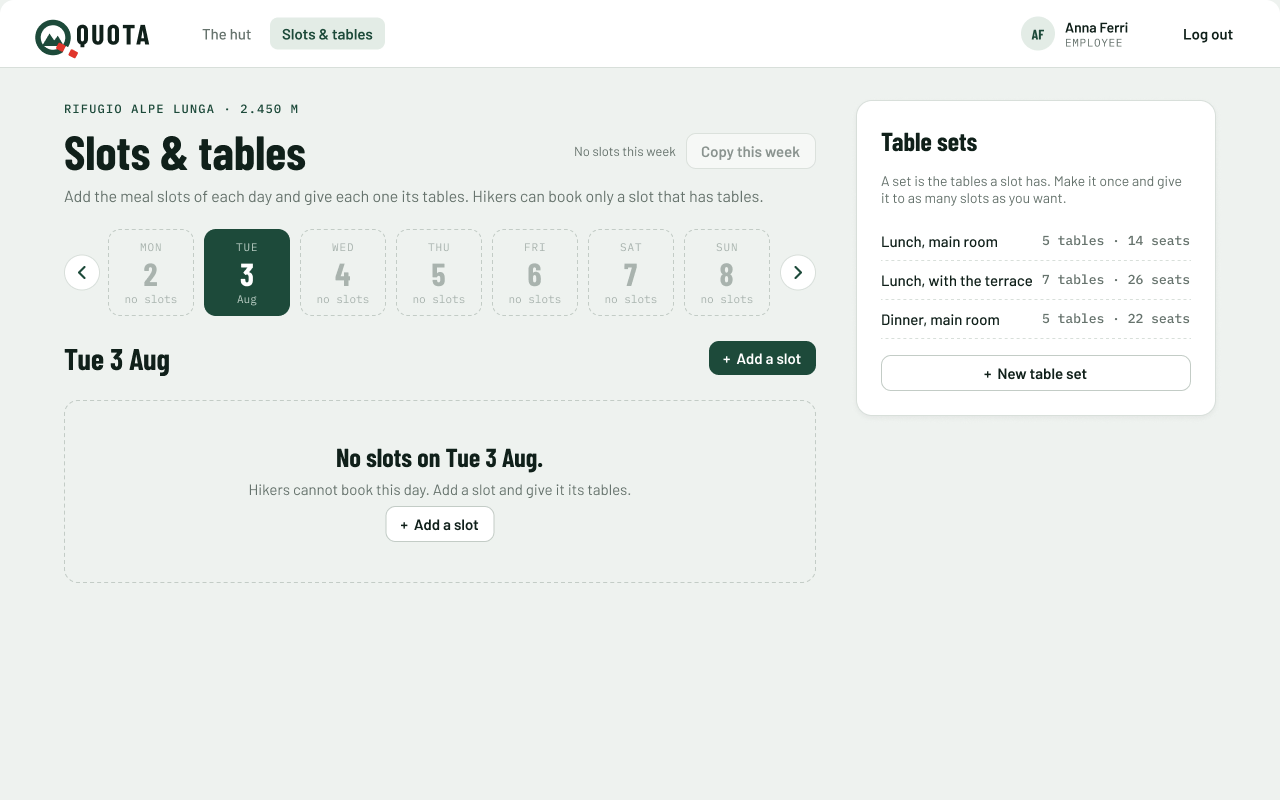 QUOTA
The hut
Slots & tables
AF
Anna Ferri
EMPLOYEE
Log out
RIFUGIO ALPE LUNGA · 2.450 M
Slots & tables
No slots this week
Copy this week
Add the meal slots of each day and give each one its tables. Hikers can book only a slot that has tables.
MON
2
no slots
TUE
3
Aug
WED
4
no slots
THU
5
no slots
FRI
6
no slots
SAT
7
no slots
SUN
8
no slots
Tue 3 Aug
+ Add a slot
No slots on Tue 3 Aug.
Hikers cannot book this day. Add a slot and give it its tables.
+ Add a slot
Table sets
A set is the tables a slot has. Make it once and give
it to as many slots as you want.
Lunch, main room 5 tables · 14 seats
Lunch, with the terrace 7 tables · 26 seats
Dinner, main room 5 tables · 22 seats
+ New table set